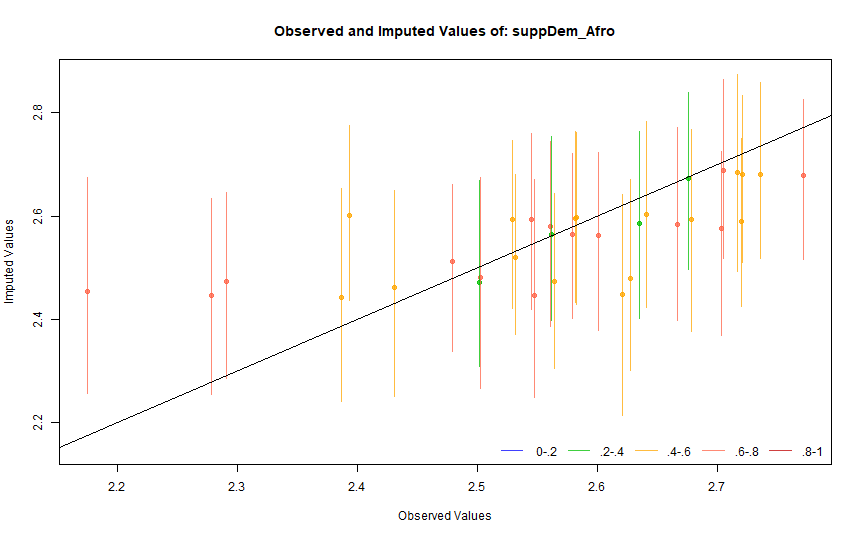 Observed and Imputed Values of: suppDem_Afro
Imputed Values
2.8
2.6
2.4
2.2
0-.2 .2-.4 .4-.6 .6-.8 .8-1
2.2 2.3 2.4 2.5 2.6 2.7
Observed Values